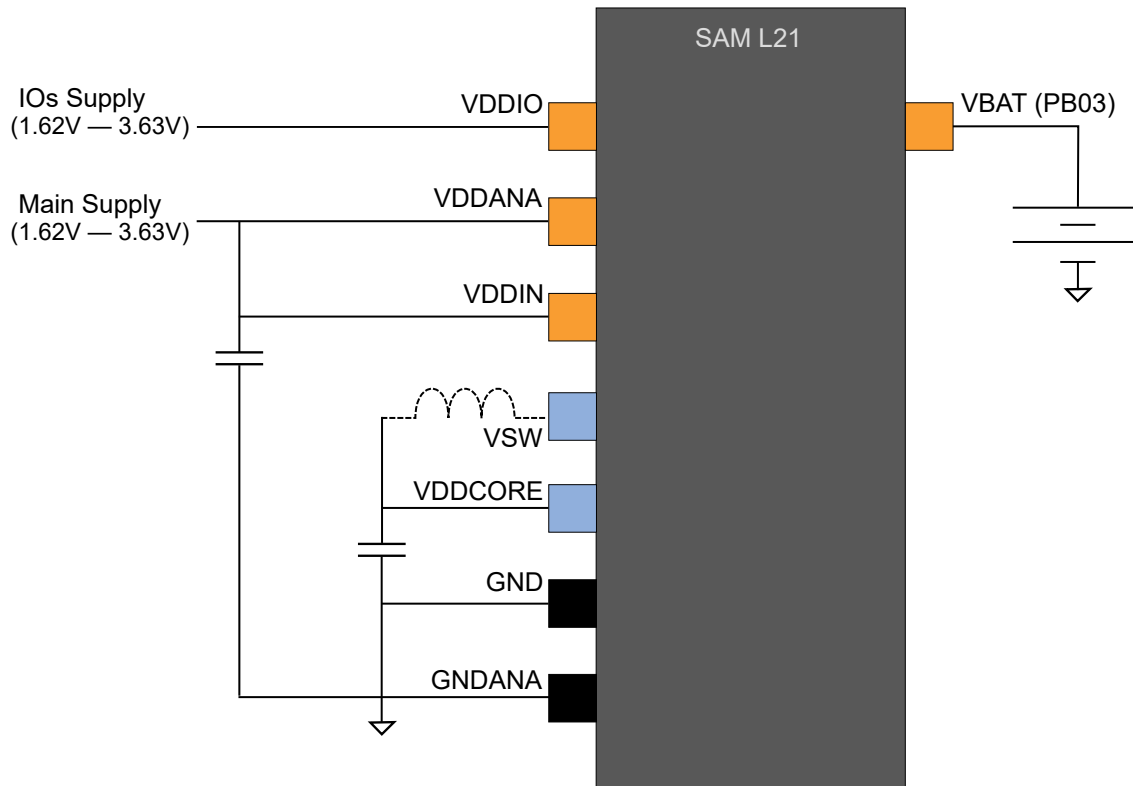 SAM L21
IOs Supply
(1.62V — 3.63V)
VDDIO
VBAT (PB03)
Main Supply
(1.62V — 3.63V)
VDDANA
VDDIN
VSW
VDDCORE
GND
GNDANA